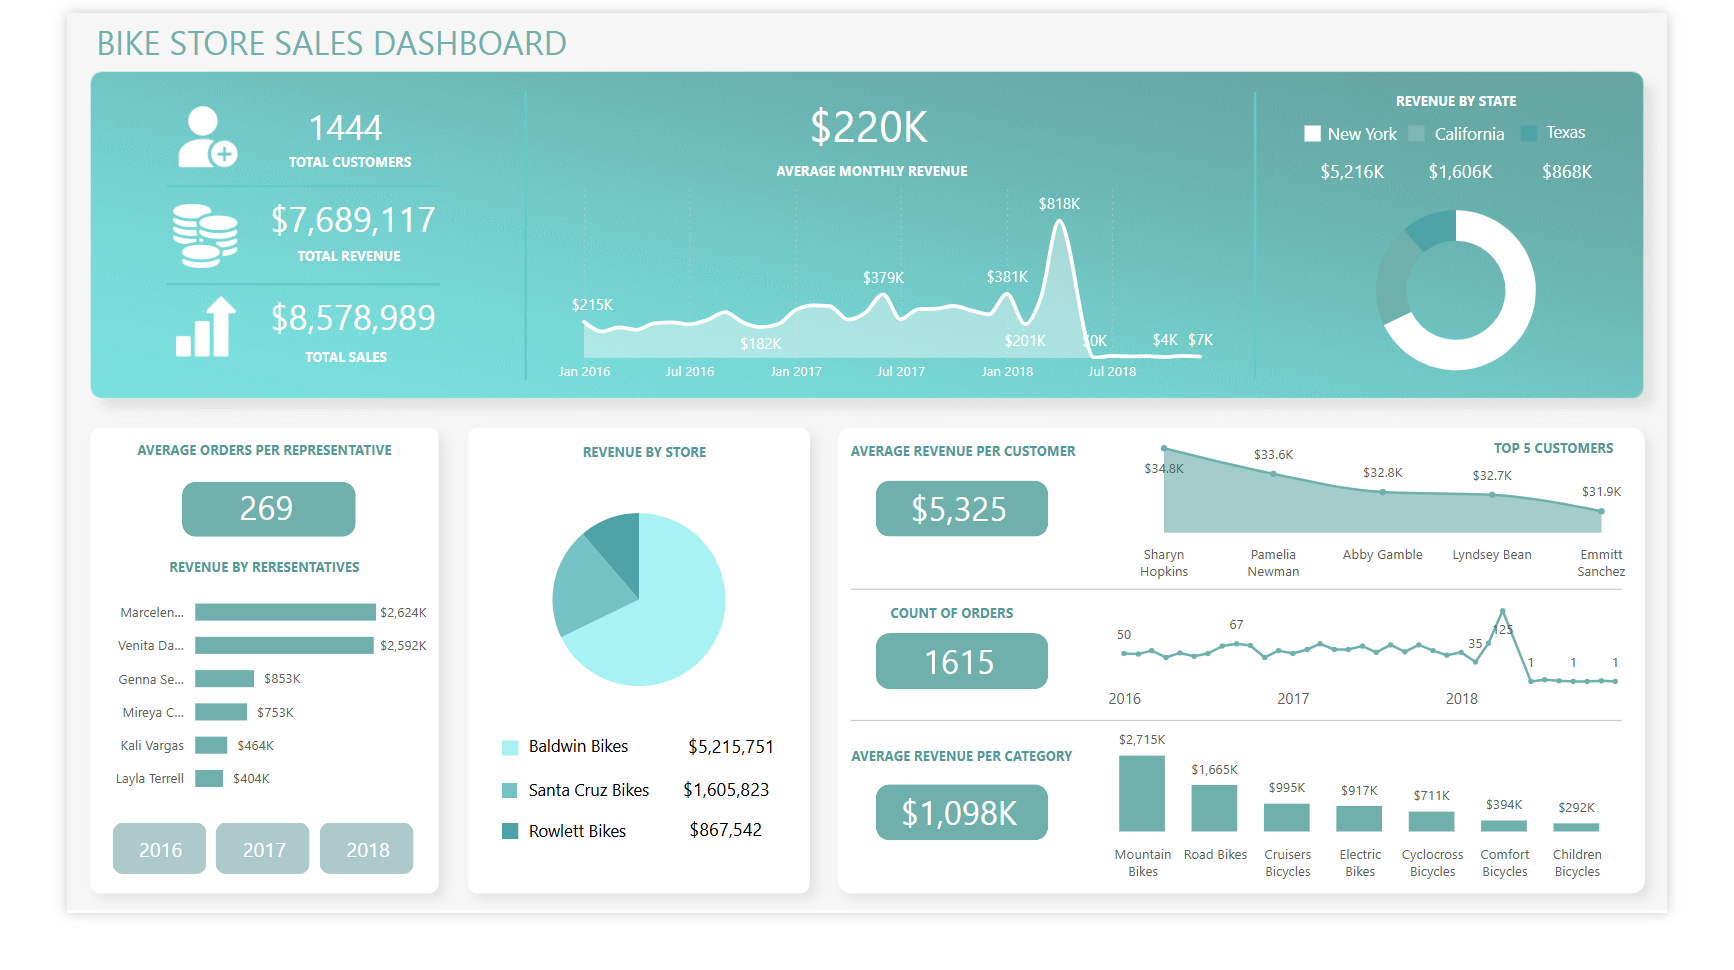 BIKE STORE SALES DASHBOARD
1444
TOTAL CUSTOMERS
$7,689,117
TOTAL REVENUE
$8,578,989
TOTAL SALES
$220K
AVERAGE MONTHLY REVENUE
$818K
$379K
$381K
$215K
$182K
$201K
$0K
$4K
$7K
Jan 2016
Jul 2016
Jan 2017
Jul 2017
Jan 2018
Jul 2018
REVENUE BY STATE
New York
California
Texas
$5,216K
$1,606K
$868K
AVERAGE ORDERS PER REPRESENTATIVE
269
REVENUE BY RERESENTATIVES
Marcelen... $2,624K
Venita Da... $2,592K
Genna Se... $853K
Mireya C... $753K
Kali Vargas $464K
Layla Terrell $404K
2016
2017
2018
REVENUE BY STORE
Baldwin Bikes $5,215,751
Santa Cruz Bikes $1,605,823
Rowlett Bikes $867,542
AVERAGE REVENUE PER CUSTOMER
$5,325
TOP 5 CUSTOMERS
$34.8K
$33.6K
$32.8K
$32.7K
$31.9K
Sharyn
Hopkins
Pamelia
Newman
Abby Gamble
Lyndsey Bean
Emmitt
Sanchez
COUNT OF ORDERS
1615
50
67
35
125
1
1
1
2016
2017
2018
AVERAGE REVENUE PER CATEGORY
$1,098K
$2,715K
$1,665K
$995K
$917K
$711K
$394K
$292K
Mountain
Bikes
Road Bikes
Cruisers
Bicycles
Electric
Bikes
Cyclocross
Bicycles
Comfort
Bicycles
Children
Bicycles